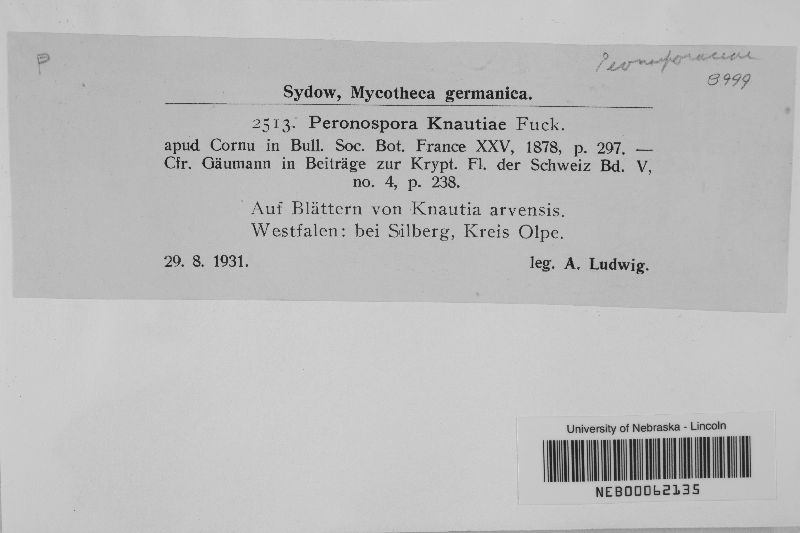 P
Peronosporaceae
8999
Sydow, Mycotheca germanica.
2513. Peronospora Knautiae Fuck.
apud Cornu in Bull. Soc. Bot. France XXV, 1878, p. 297. —
Cfr. Gäumann in Beiträge zur Krypt. Fl. der Schweiz Bd. V,
no. 4, p. 238.
Auf Blättern von Knautia arvensis.
Westfalen: bei Silberg, Kreis Olpe.
29. 8. 1931. leg. A. Ludwig.
University of Nebraska - Lincoln
NEB00062135